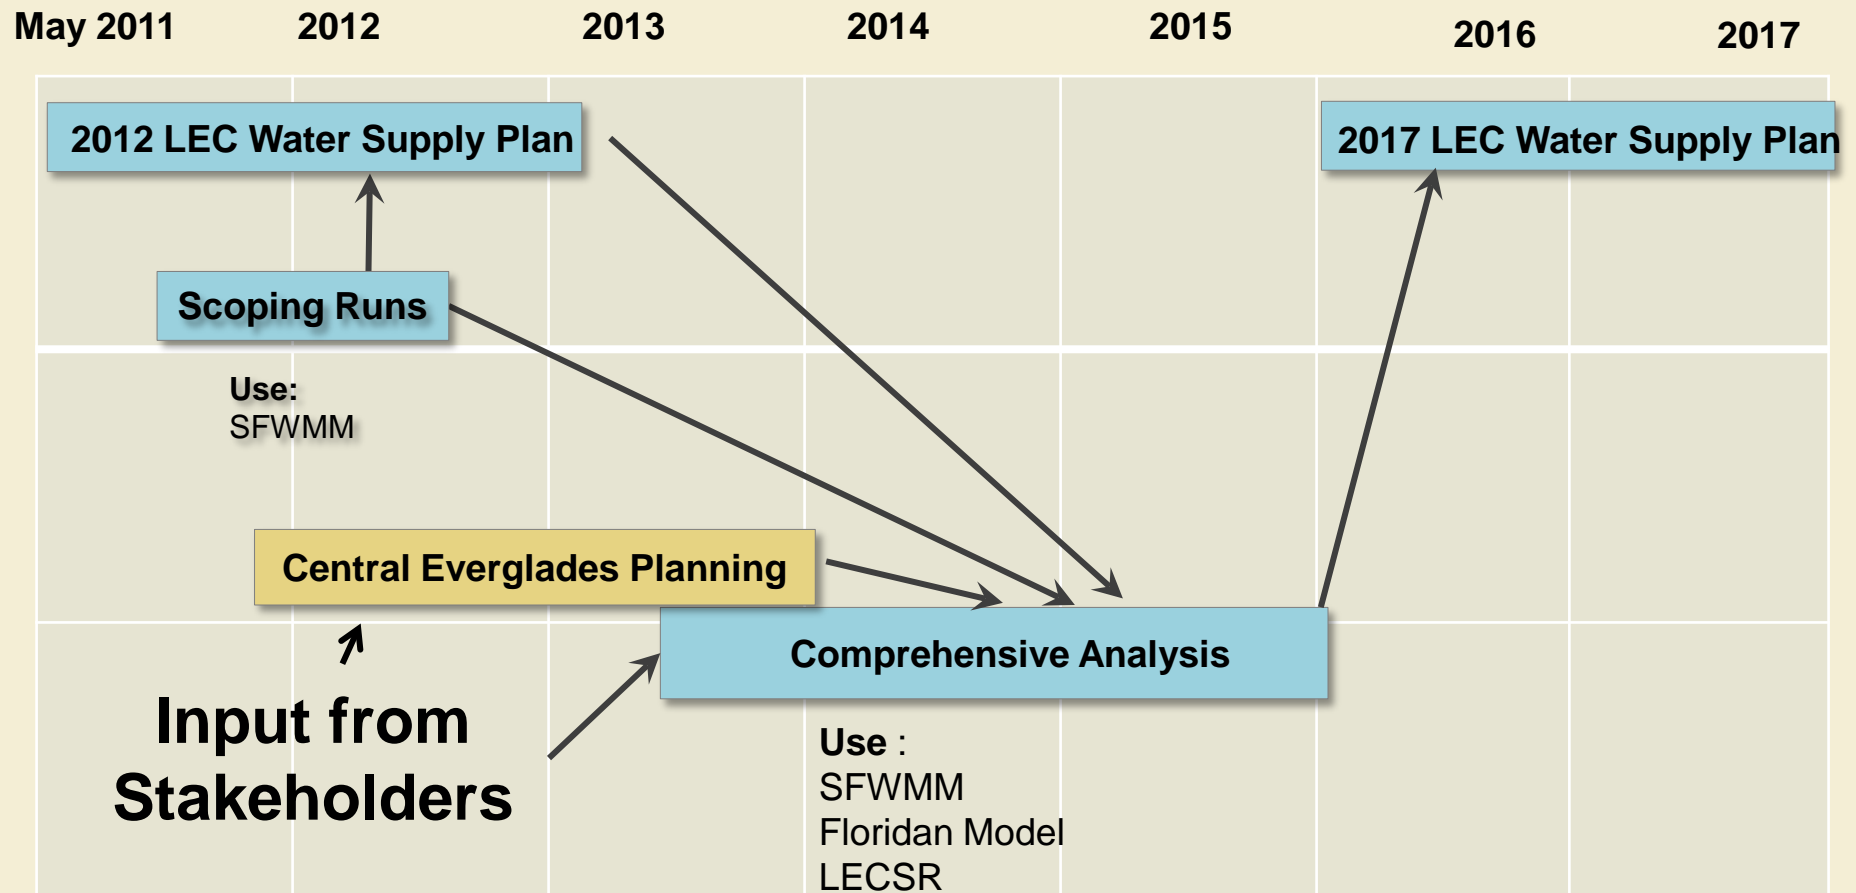 May 2011 2012 2013 2014 2015 2016 2017
2012 LEC Water Supply Plan
2017 LEC Water Supply Plan
Scoping Runs
Use:
SFWMM
Central Everglades Planning
Comprehensive Analysis
Input from
Stakeholders
Use :
SFWMM
Floridan Model
LECSR